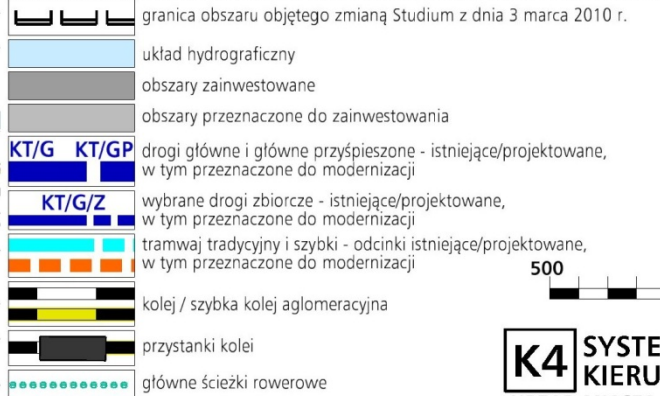 granica obszaru objętego zmianą Studium z dnia 3 marca 2010 r.
układ hydrograficzny
obszary zainwestowane
obszary przeznaczone do zainwestowania
KT/G KT/GP drogi główne i główne przyśpieszone - istniejące/projektowane,
w tym przeznaczone do modernizacji
KT/G/Z wybrane drogi zbiorcze - istniejące/projektowane,
w tym przeznaczone do modernizacji
tramwaj tradycyjny i szybki - odcinki istniejące/projektowane,
w tym przeznaczone do modernizacji
500
kolej / szybka kolej aglomeracyjna
przystanki kolei
główne ścieżki rowerowe
K4 SYSTE
KIERU